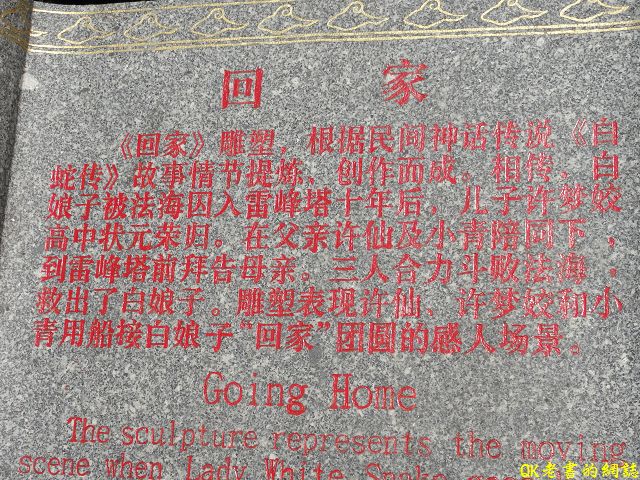 回 家
《回家》雕塑，根据民间神话传说《白
蛇传》故事情节提炼、创作而成。相传，白
娘子被法海囚入雷峰塔十年后，儿子许梦姣
高中状元荣归。在父亲许仙及小青陪同下，
到雷峰塔前拜告母亲。三人合力斗败法海，
救出了白娘子。雕塑表现许仙、许梦姣和小
青用船接白娘子“回家”团圆的感人场景。
Going Home
The sculpture represents the moving
scene when Lady White Snake
QK老書的網誌